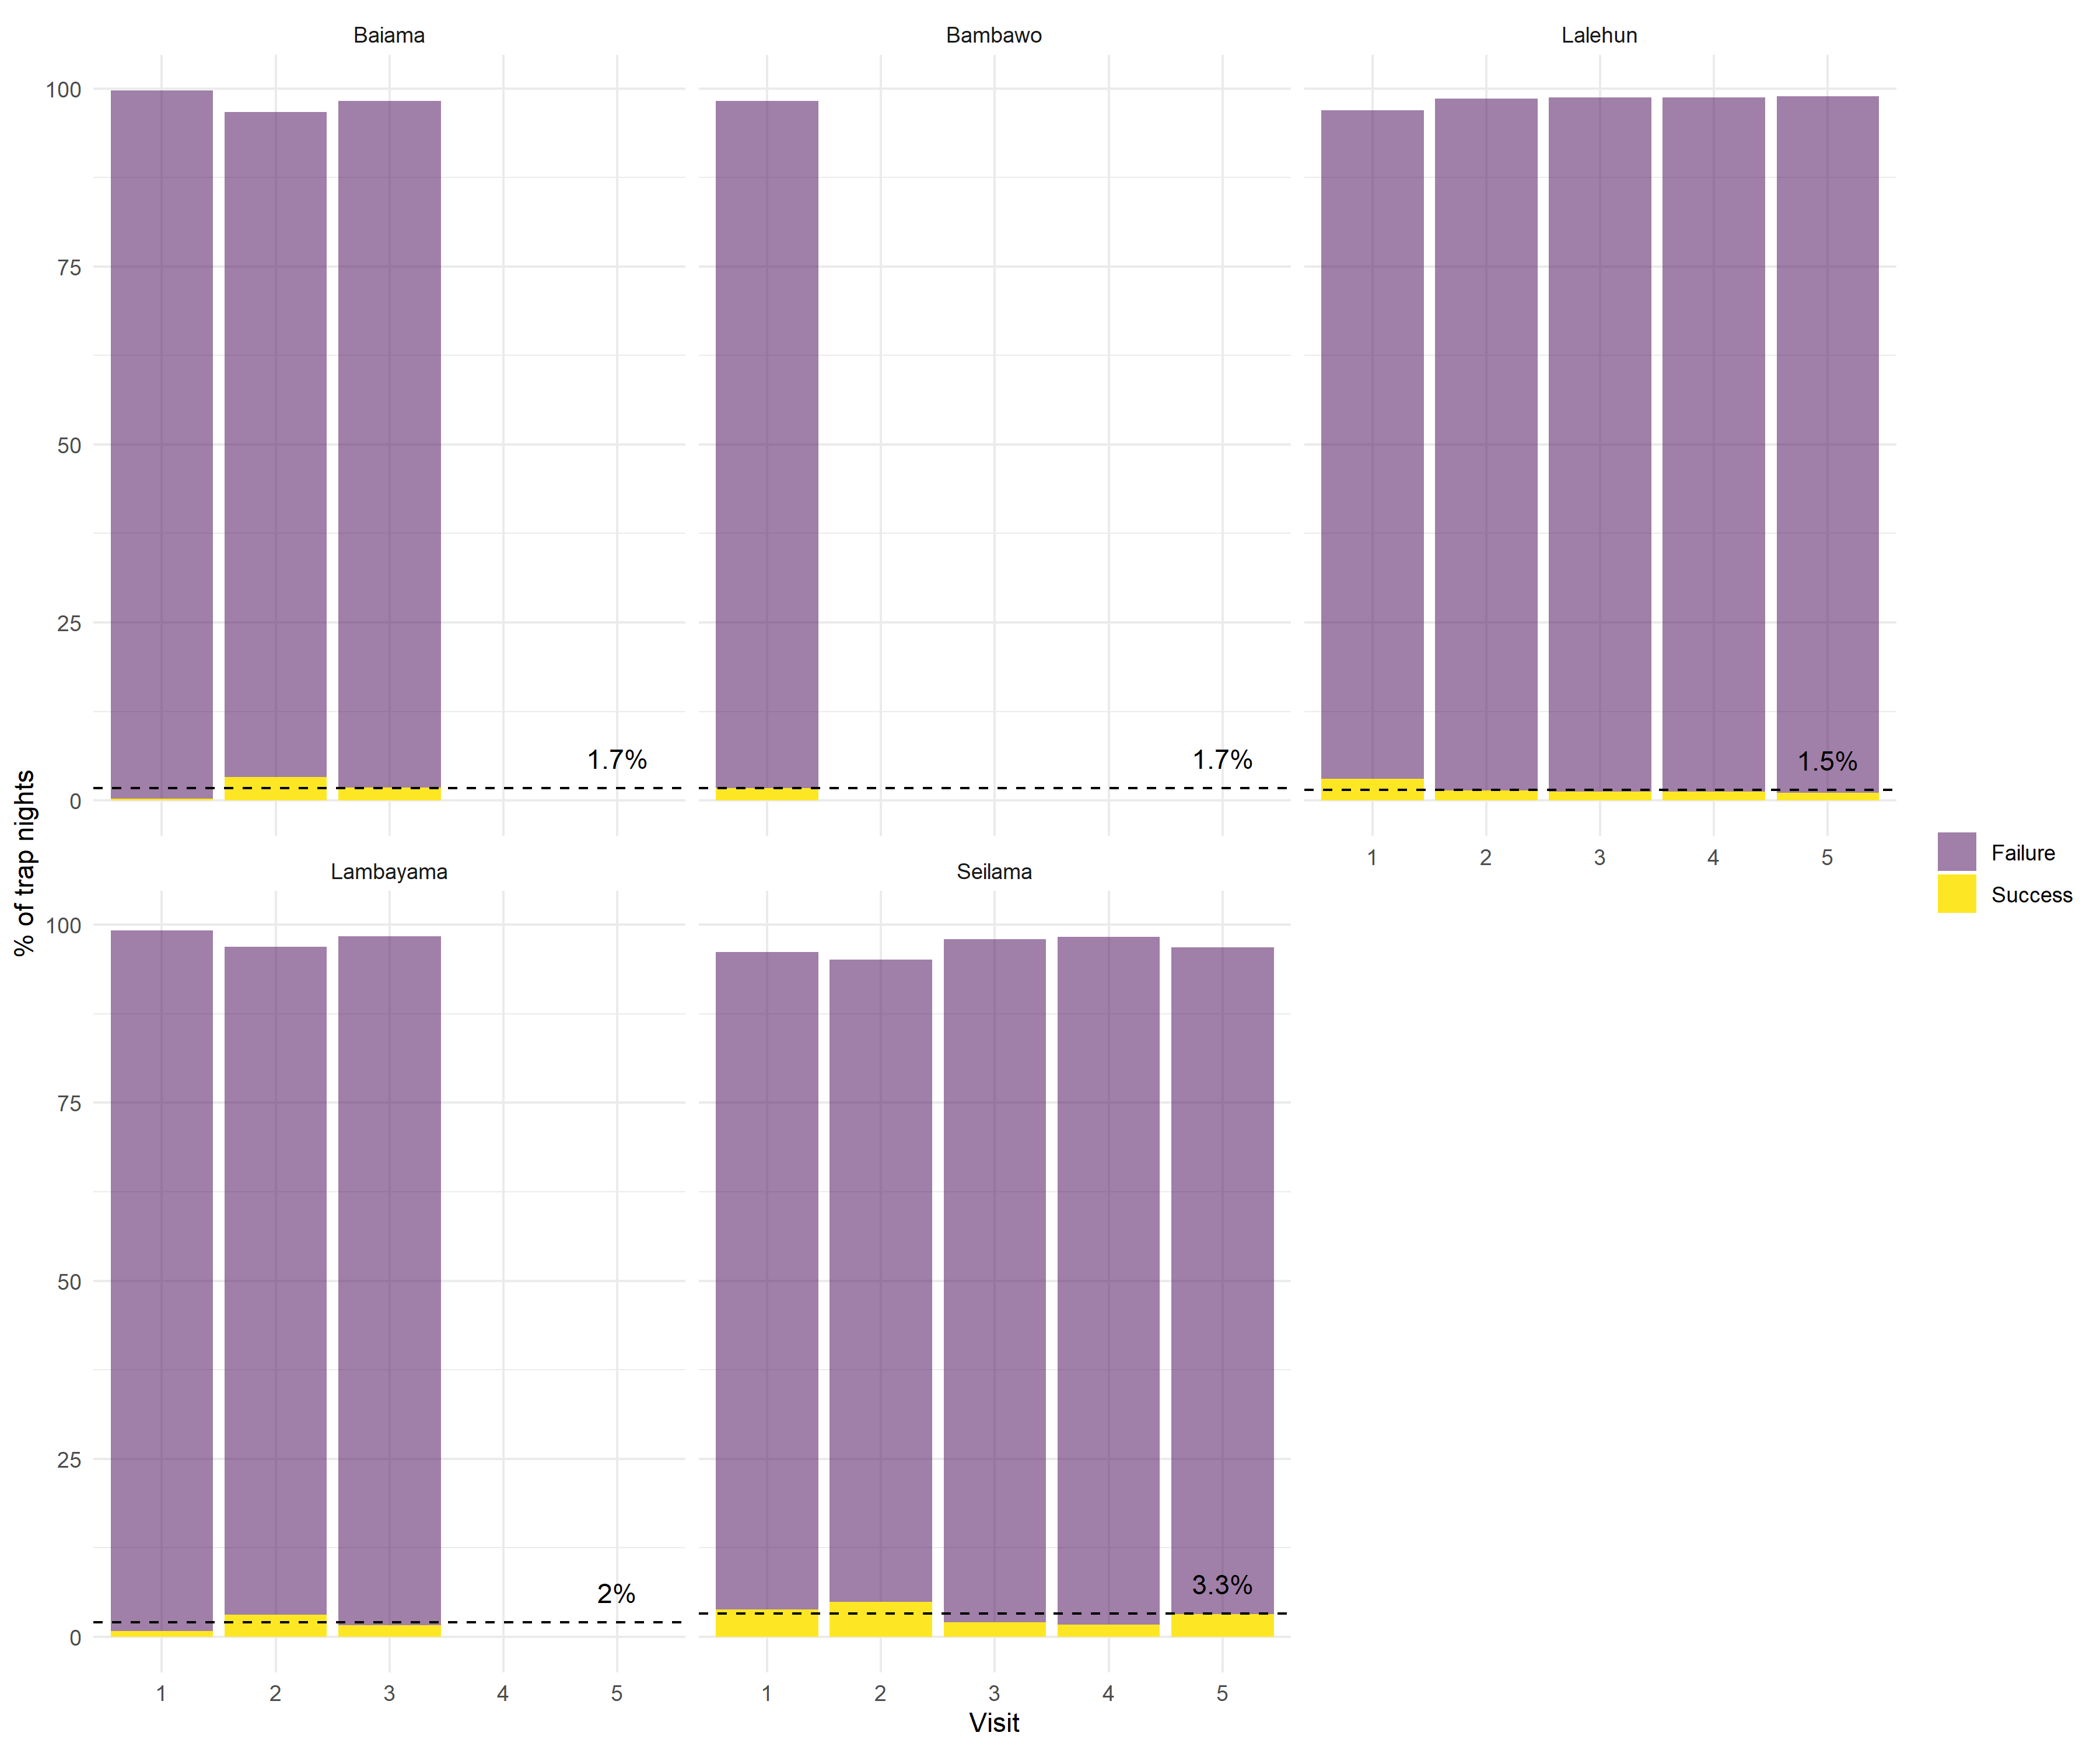 Baiama
Bambawo
Lalehun
100
75
50
25
0
1.7%
1.7%
1.5%
1 2 3 4 5
% of trap nights
Failure
Success
Lambayama
Seilama
100
75
50
25
0
2%
3.3%
1 2 3 4 5
1 2 3 4 5
Visit